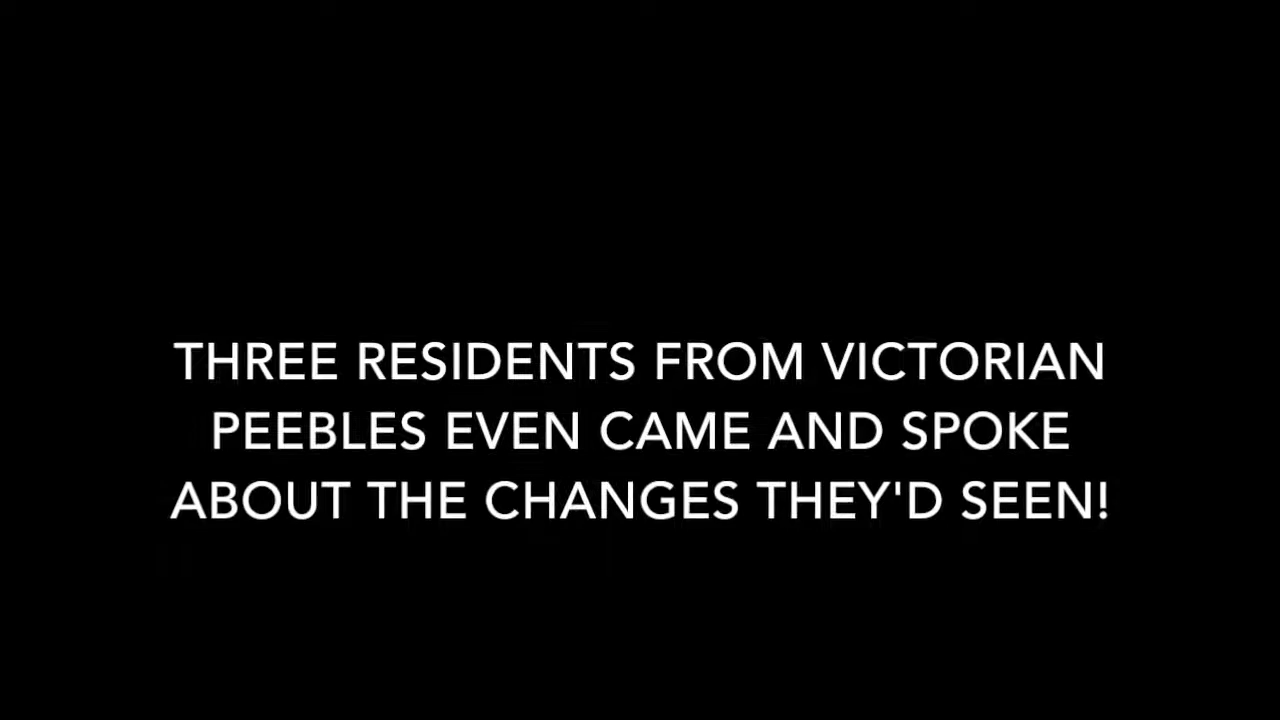 THREE RESIDENTS FROM VICTORIAN
PEEBLES EVEN CAME AND SPOKE
ABOUT THE CHANGES THEY'D SEEN!